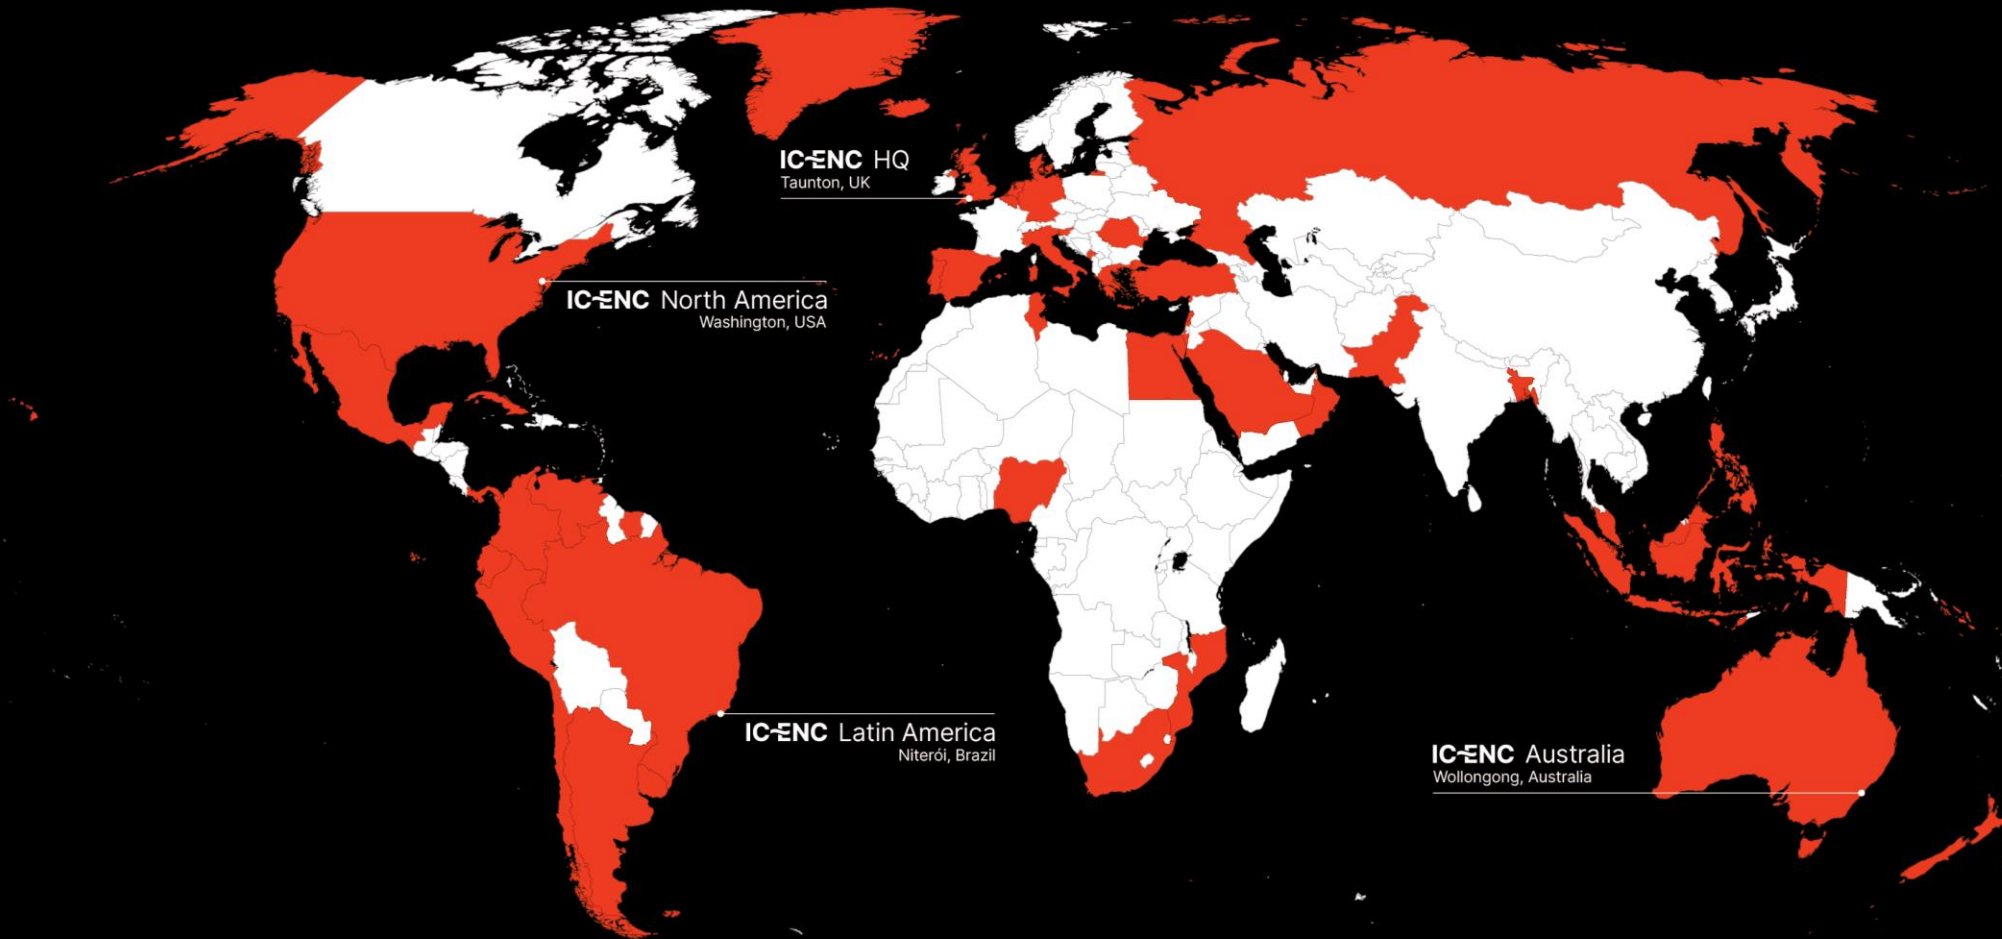 IC-ENC HQ
Taunton, UK
IC-ENC North America
Washington, USA
IC-ENC Latin America
Niterói, Brazil
IC-ENC Australia
Wollongong, Australia